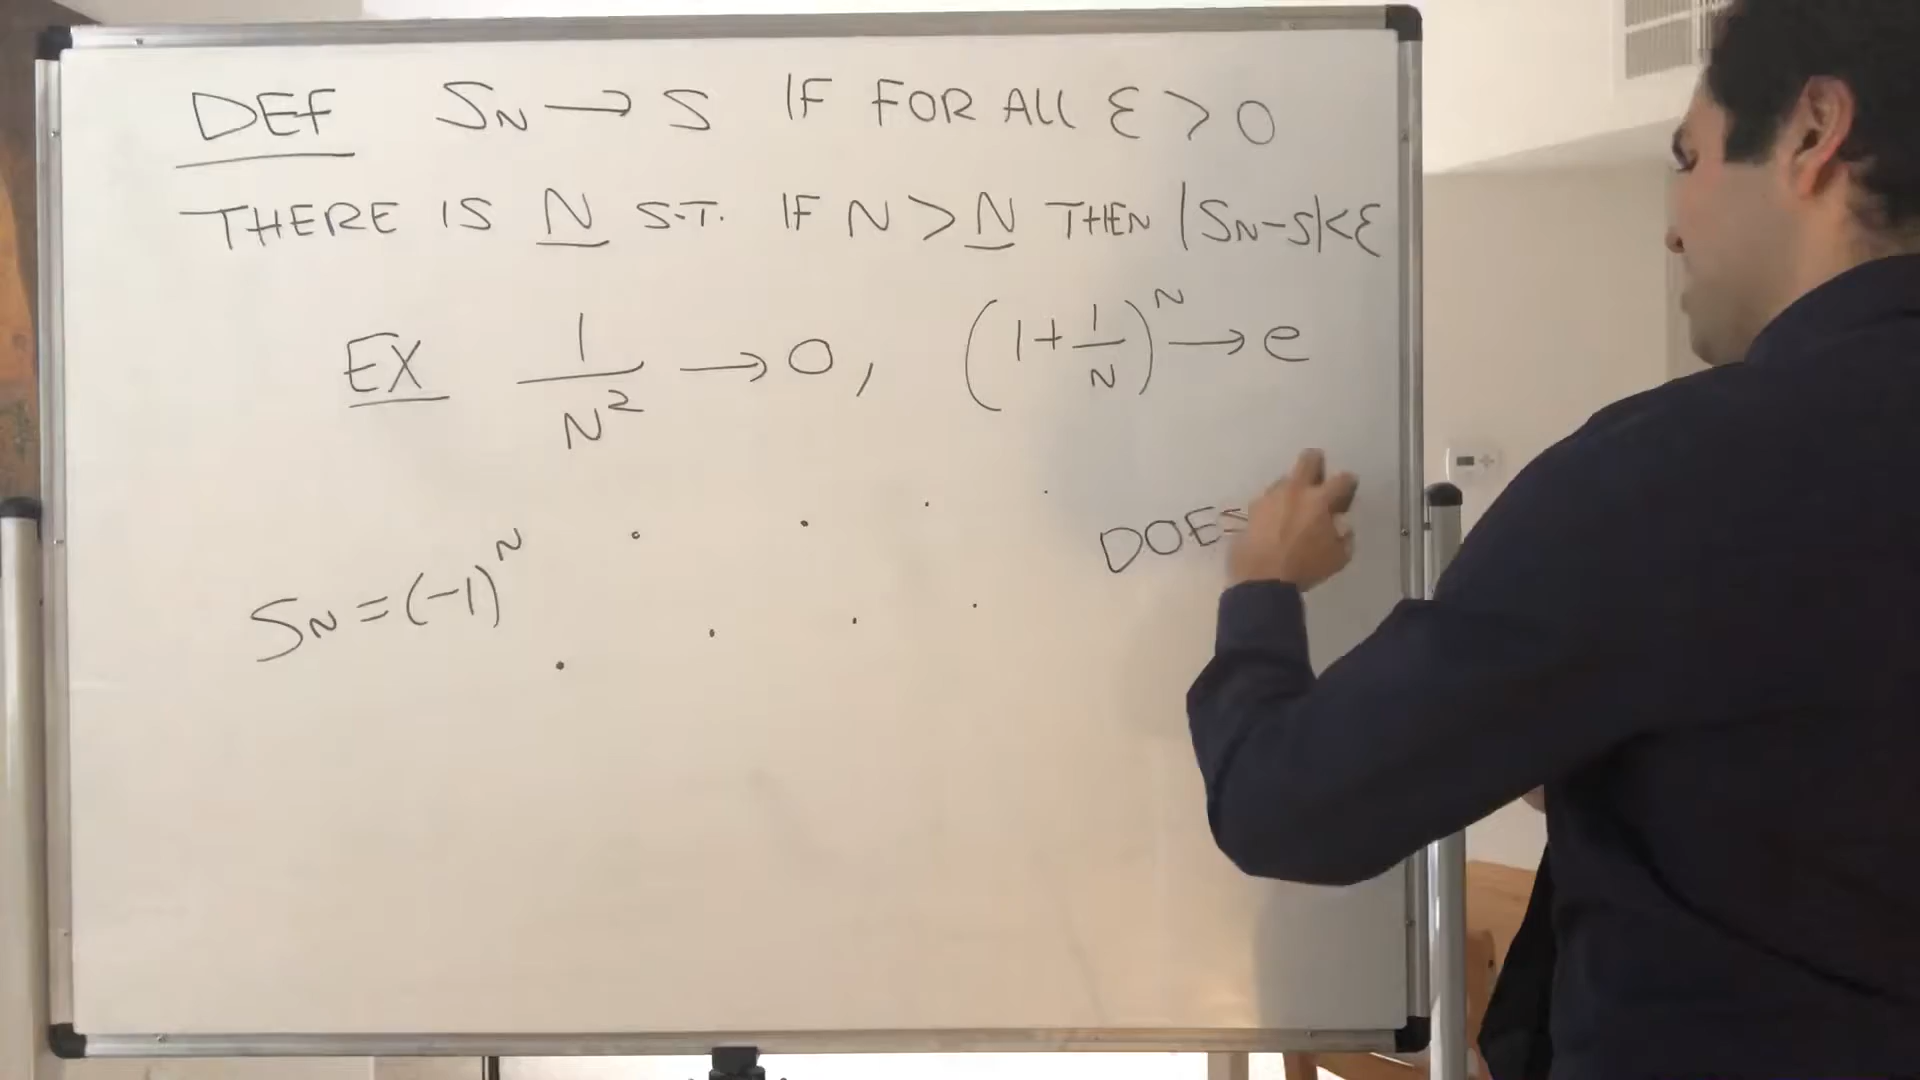 DEF SN → S IF FOR ALL ε > 0
THERE IS N S.T. IF N > N THEN |SN-S|<ε
EX 1/N² → 0, (1+1/N)^N → e
SN = (-1)^N DOES